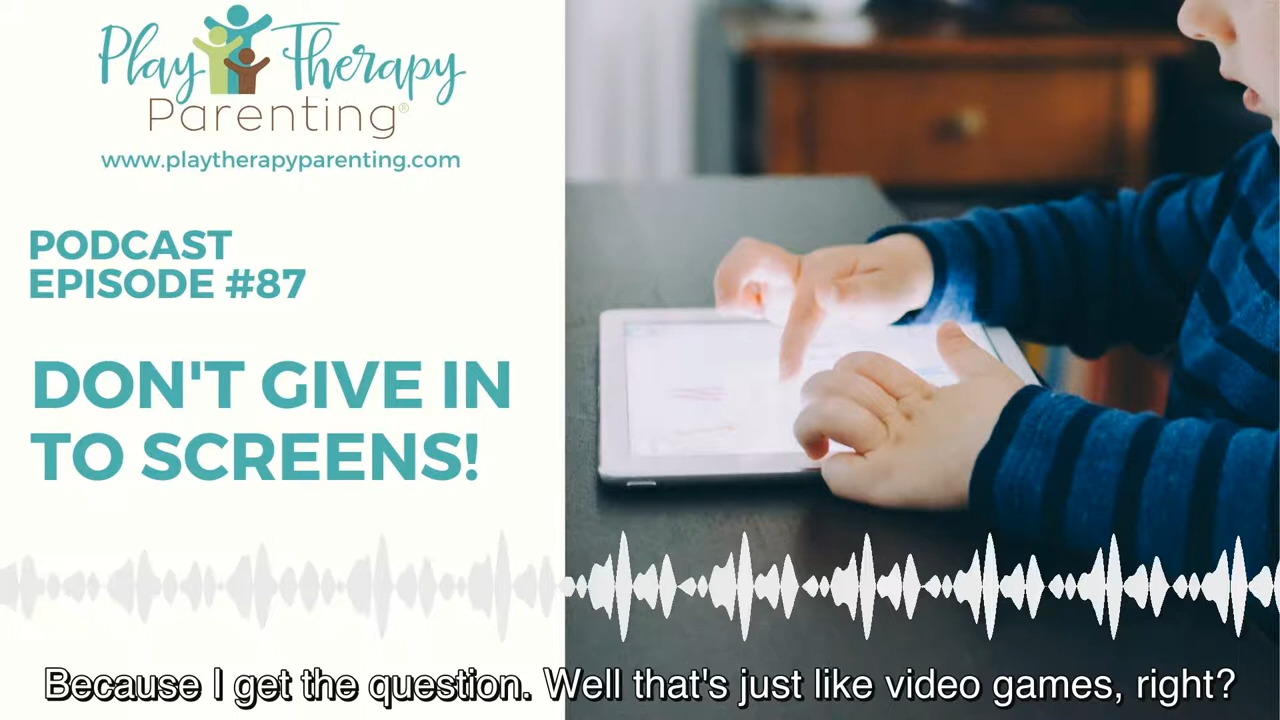 Play Therapy
Parenting®
www.playtherapyparenting.com
PODCAST
EPISODE #87
DON'T GIVE IN
TO SCREENS!
Because I get the question. Well that's just like video games, right?